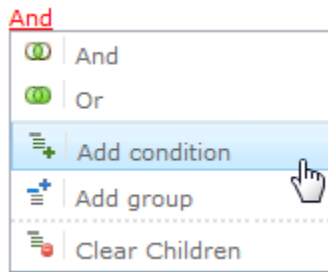 And
And
Or
Add condition
Add group
Clear Children